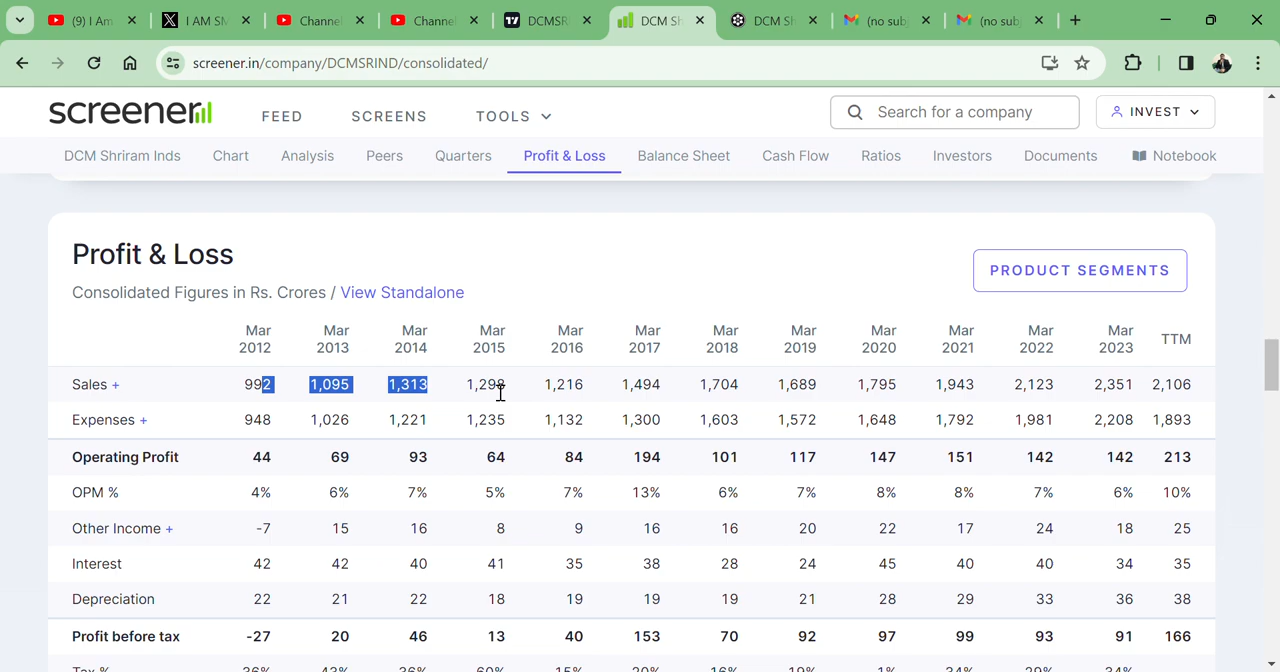 (9) I Am
I AM SM
Channel
Channel
DCMSR
DCM Sh
DCM Sh
(no sub
(no sub
screener.in/company/DCMSRIND/consolidated/
screener
FEED
SCREENS
TOOLS
Search for a company
INVEST
DCM Shriram Inds
Chart
Analysis
Peers
Quarters
Profit & Loss
Balance Sheet
Cash Flow
Ratios
Investors
Documents
Notebook
Profit & Loss
PRODUCT SEGMENTS
Consolidated Figures in Rs. Crores / View Standalone
Mar 2012 Mar 2013 Mar 2014 Mar 2015 Mar 2016 Mar 2017 Mar 2018 Mar 2019 Mar 2020 Mar 2021 Mar 2022 Mar 2023 TTM
Sales + 992 1,095 1,313 1,298 1,216 1,494 1,704 1,689 1,795 1,943 2,123 2,351 2,106
Expenses + 948 1,026 1,221 1,235 1,132 1,300 1,603 1,572 1,648 1,792 1,981 2,208 1,893
Operating Profit 44 69 93 64 84 194 101 117 147 151 142 142 213
OPM % 4% 6% 7% 5% 7% 13% 6% 7% 8% 8% 7% 6% 10%
Other Income + -7 15 16 8 9 16 16 20 22 17 24 18 25
Interest 42 42 40 41 35 38 28 24 45 40 40 34 35
Depreciation 22 21 22 18 19 19 19 21 28 29 33 36 38
Profit before tax -27 20 46 13 40 153 70 92 97 99 93 91 166